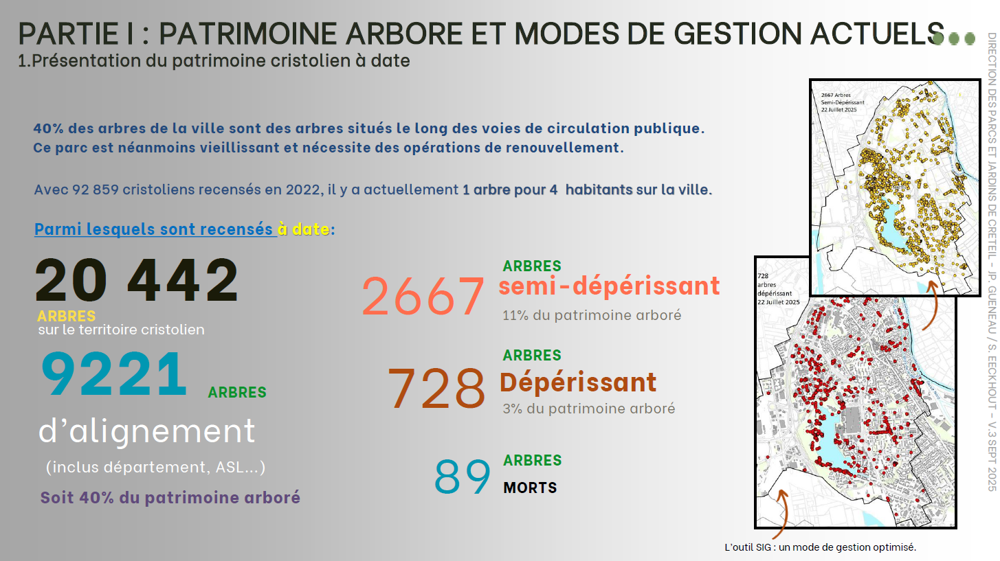 PARTIE I : PATRIMOINE ARBORE ET MODES DE GESTION ACTUELS
1.Présentation du patrimoine cristolien à date
40% des arbres de la ville sont des arbres situés le long des voies de circulation publique.
Ce parc est néanmoins vieillissant et nécessite des opérations de renouvellement.
Avec 92 859 cristoliens recensés en 2022, il y a actuellement 1 arbre pour 4 habitants sur la ville.
Parmi lesquels sont recensés à date:
20 442
ARBRES
sur le territoire cristolien
9221 ARBRES
d'alignement
(inclus département, ASL...)
Soit 40% du patrimoine arboré
ARBRES
2667 semi-dépérissant
11% du patrimoine arboré
ARBRES
728 Dépérissant
3% du patrimoine arboré
ARBRES
89 MORTS
2667 Arbres
Semi-Dépérissant
22 Juillet 2025
728
arbres
dépérissant
22 Juillet 2025
L'outil SIG : un mode de gestion optimisé.
DIRECTION DES PARCS ET JARDINS DE CRETEIL - JP. GUENEAU / S. EECKHOUT - V.3 SEPT 2025